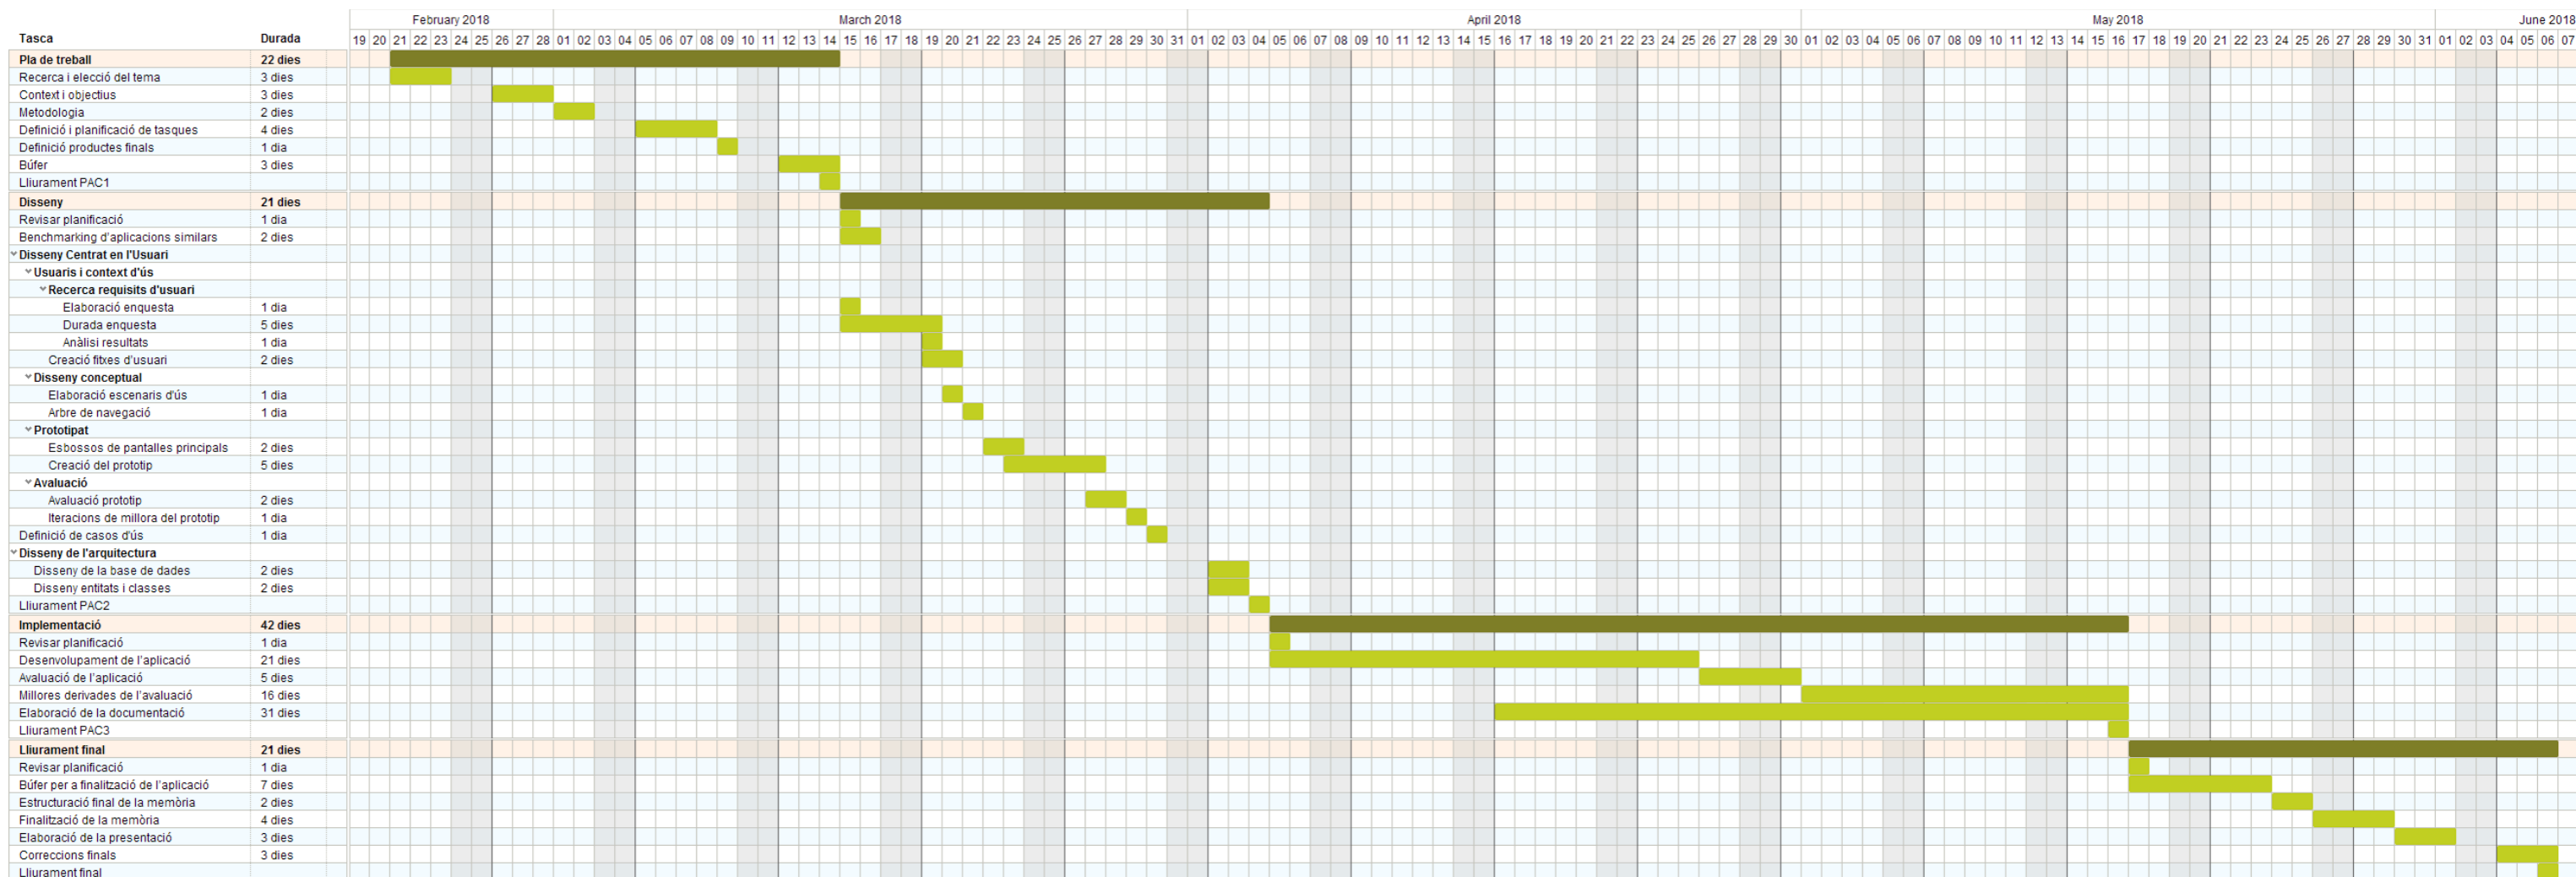 February 2018 March 2018 April 2018 May 2018 June 2018
Tasca Durada 19 20 21 22 23 24 25 26 27 28 01 02 03 04 05 06 07 08 09 10 11 12 13 14 15 16 17 18 19 20 21 22 23 24 25 26 27 28 29 30 31 01 02 03 04 05 06 07 08 09 10 11 12 13 14 15 16 17 18 19 20 21 22 23 24 25 26 27 28 29 30 01 02 03 04 05 06 07 08 09 10 11 12 13 14 15 16 17 18 19 20 21 22 23 24 25 26 27 28 29 30 31 01 02 03 04 05 06 07
Pla de treball 22 dies
Recerca i elecció del tema 3 dies
Context i objectius 3 dies
Metodologia 2 dies
Definició i planificació de tasques 4 dies
Definició productes finals 1 dia
Búfer 3 dies
Lliurament PAC1
Disseny 21 dies
Revisar planificació 1 dia
Benchmarking d'aplicacions similars 2 dies
Disseny Centrat en l'Usuari
Usuaris i context d'ús
Recerca requisits d'usuari
Elaboració enquesta 1 dia
Durada enquesta 5 dies
Anàlisi resultats 1 dia
Creació fitxes d'usuari 2 dies
Disseny conceptual
Elaboració escenaris d'ús 1 dia
Arbre de navegació 1 dia
Prototipat
Esbossos de pantalles principals 2 dies
Creació del prototip 5 dies
Avaluació
Avaluació prototip 2 dies
Iteracions de millora del prototip 1 dia
Definició de casos d'ús 1 dia
Disseny de l'arquitectura
Disseny de la base de dades 2 dies
Disseny entitats i classes 2 dies
Lliurament PAC2
Implementació 42 dies
Revisar planificació 1 dia
Desenvolupament de l'aplicació 21 dies
Avaluació de l'aplicació 5 dies
Millores derivades de l'avaluació 16 dies
Elaboració de la documentació 31 dies
Lliurament PAC3
Lliurament final 21 dies
Revisar planificació 1 dia
Búfer per a finalització de l'aplicació 7 dies
Estructuració final de la memòria 2 dies
Finalització de la memòria 4 dies
Elaboració de la presentació 3 dies
Correccions finals 3 dies
Lliurament final